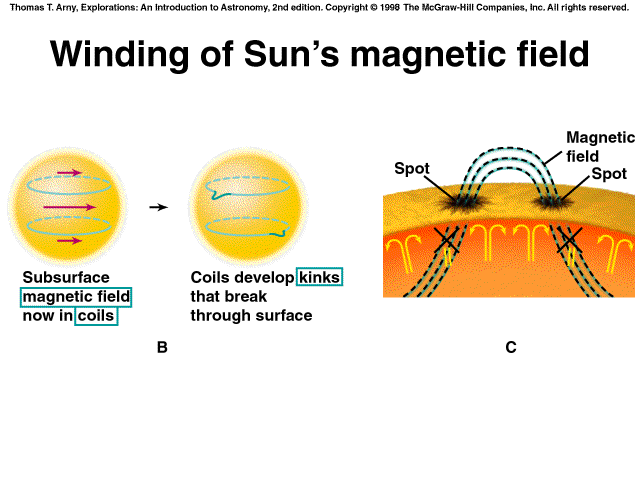 Thomas T. Arny, Explorations: An Introduction to Astronomy, 2nd edition. Copyright © 1998 The McGraw-Hill Companies, Inc. All rights reserved.
Winding of Sun's magnetic field
Subsurface
magnetic field
now in coils
Coils develop kinks
that break
through surface
B
Spot
Magnetic
field
Spot
C